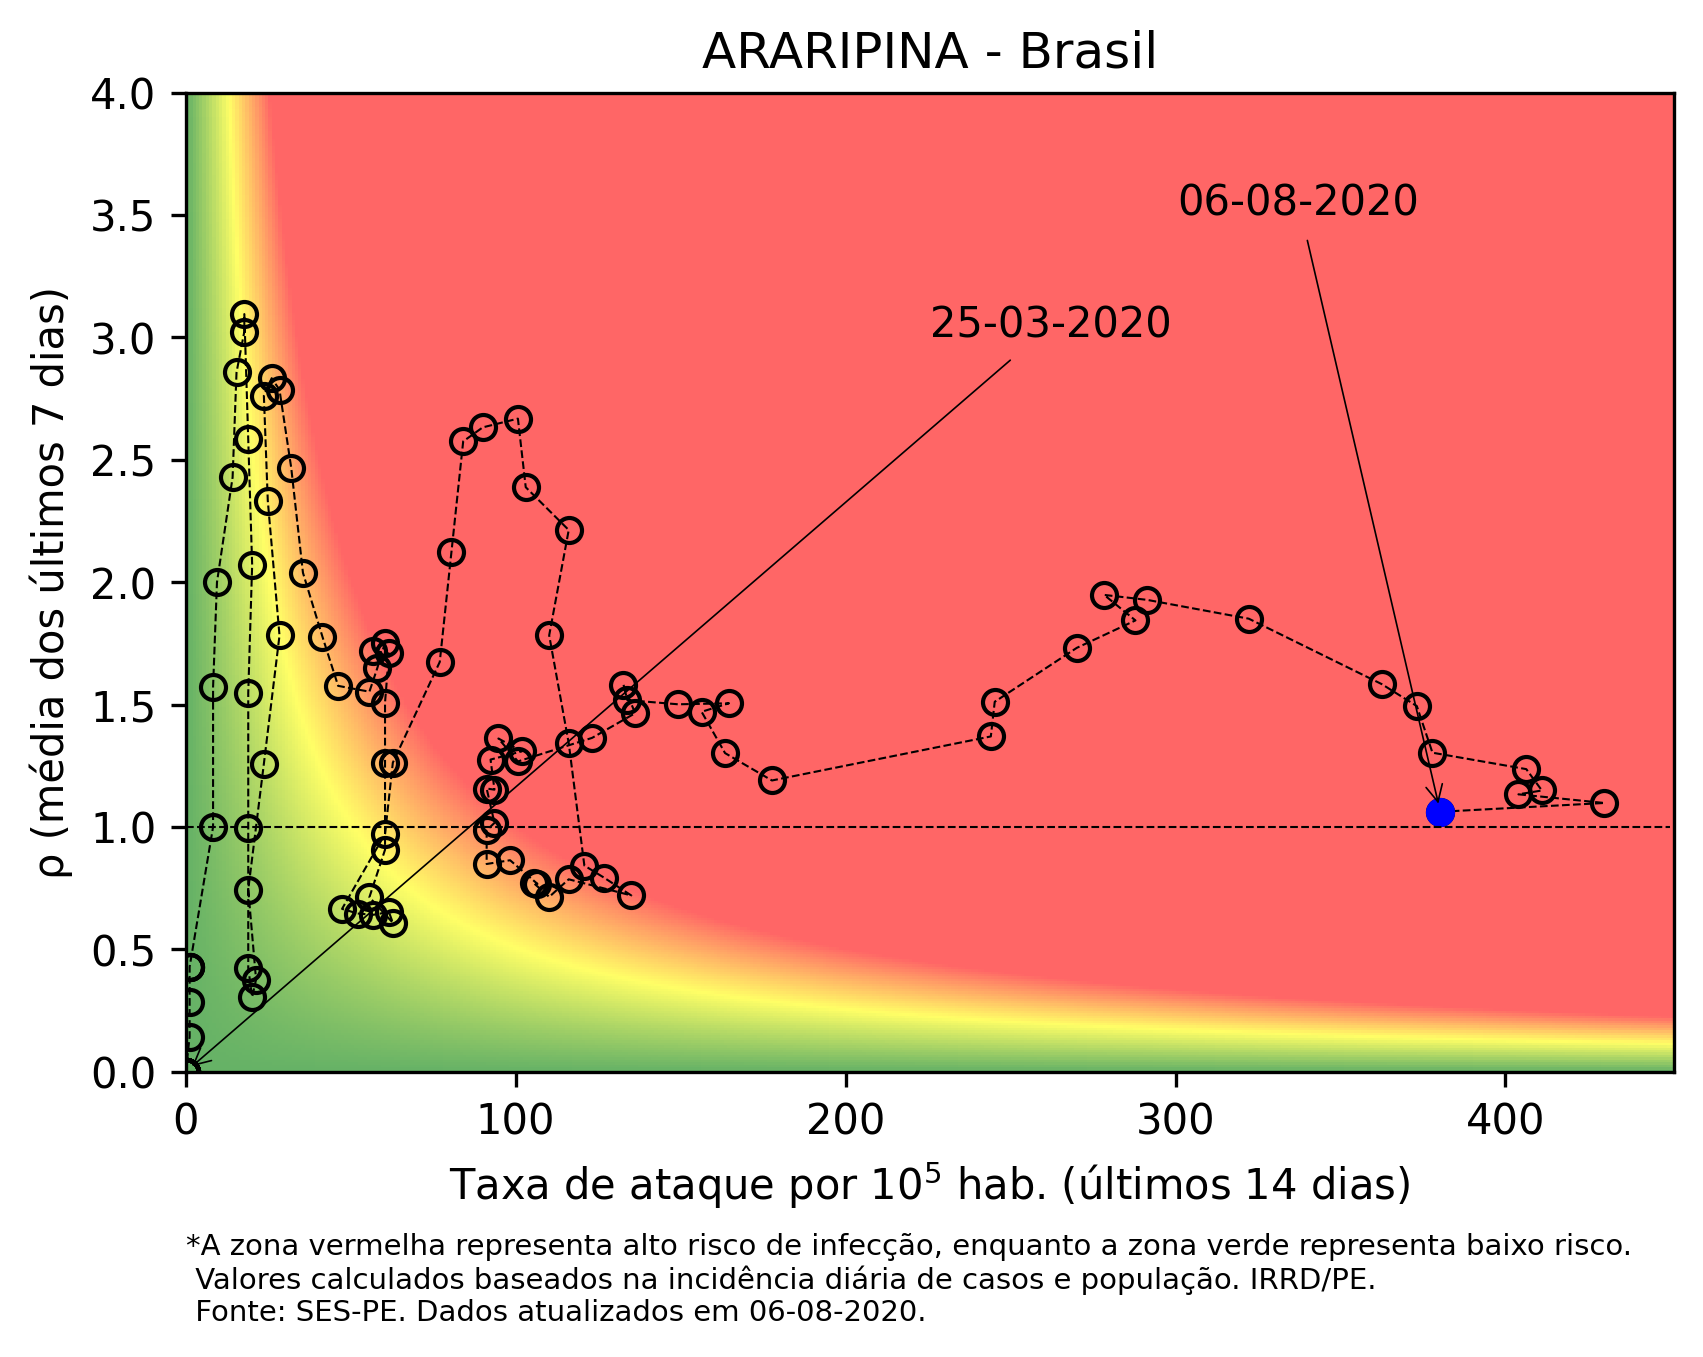 ARARIPINA - Brasil
4.0
3.5
3.0
2.5
2.0
1.5
1.0
0.5
0.0
ρ (média dos últimos 7 dias)
06-08-2020
25-03-2020
0 100 200 300 400
Taxa de ataque por 10⁵ hab. (últimos 14 dias)
*A zona vermelha representa alto risco de infecção, enquanto a zona verde representa baixo risco.
Valores calculados baseados na incidência diária de casos e população. IRRD/PE.
Fonte: SES-PE. Dados atualizados em 06-08-2020.